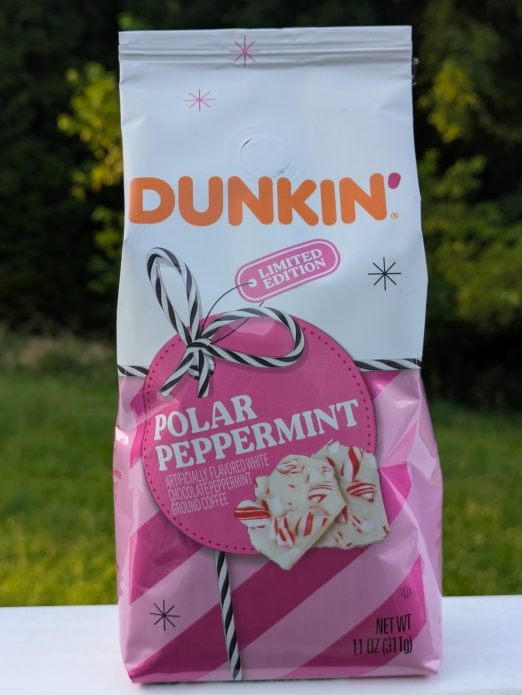 DUNKIN'®
LIMITED
EDITION
POLAR
PEPPERMINT
ARTIFICIALLY FLAVORED WHITE
CHOCOLATE PEPPERMINT
GROUND COFFEE
U
NET WT
11 OZ (311g)